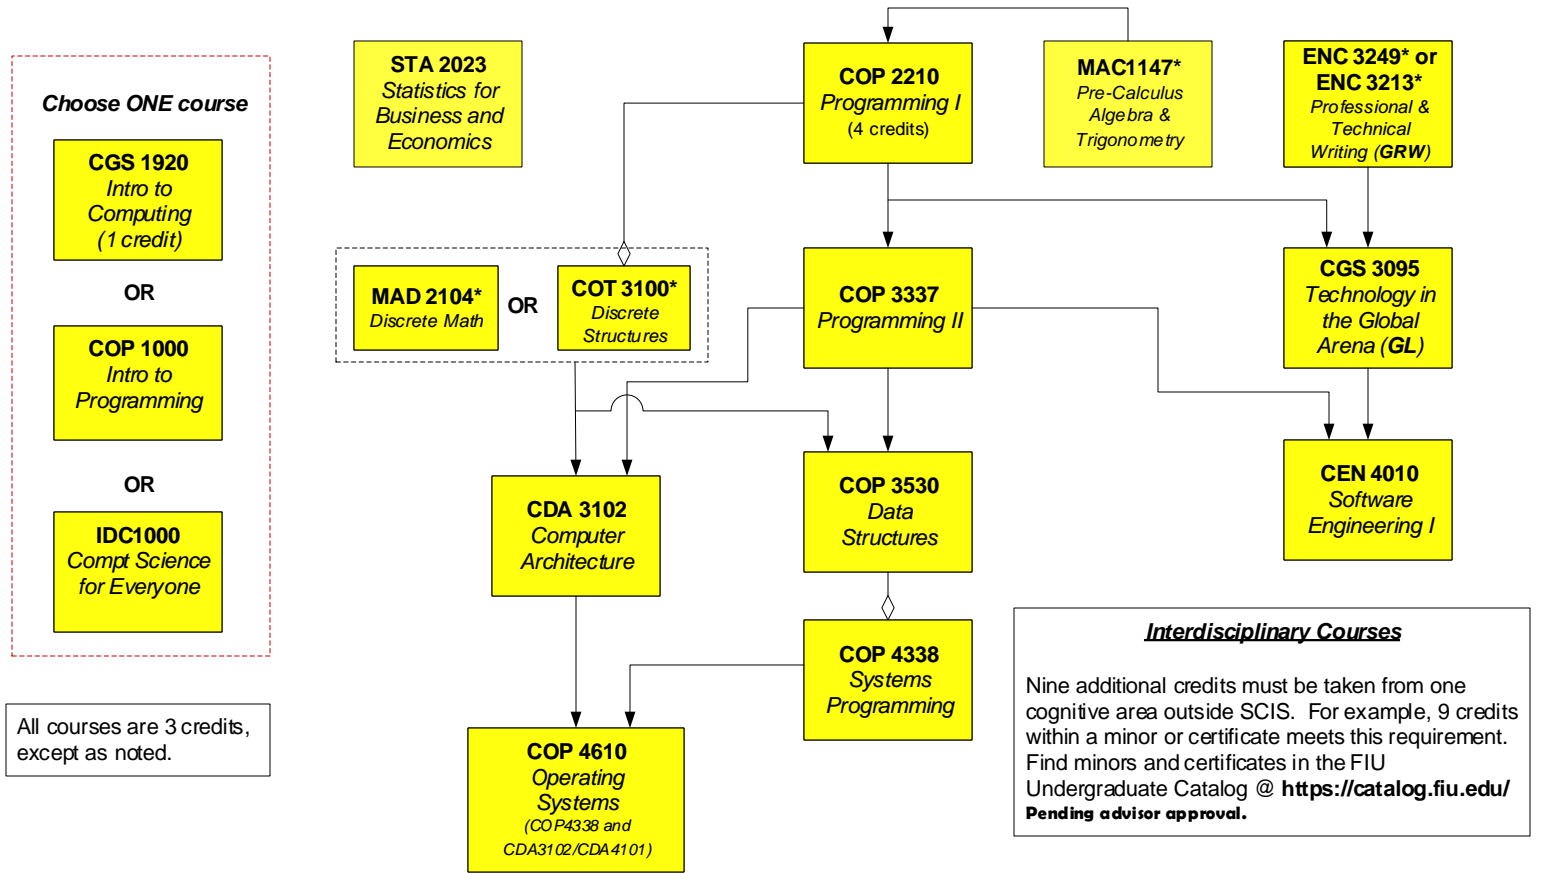 Choose ONE course
CGS 1920
Intro to
Computing
(1 credit)
OR
COP 1000
Intro to
Programming
OR
IDC1000
Compt Science
for Everyone
All courses are 3 credits,
except as noted.
STA 2023
Statistics for
Business and
Economics
COP 2210
Programming I
(4 credits)
MAC1147*
Pre-Calculus
Algebra &
Trigonometry
ENC 3249* or
ENC 3213*
Professional &
Technical
Writing (GRW)
MAD 2104*
Discrete Math
OR
COT 3100*
Discrete
Structures
COP 3337
Programming II
CGS 3095
Technology in
the Global
Arena (GL)
CDA 3102
Computer
Architecture
COP 3530
Data
Structures
CEN 4010
Software
Engineering I
COP 4338
Systems
Programming
COP 4610
Operating
Systems
(COP4338 and
CDA3102/CDA4101)
Interdisciplinary Courses
Nine additional credits must be taken from one
cognitive area outside SCIS. For example, 9 credits
within a minor or certificate meets this requirement.
Find minors and certificates in the FIU
Undergraduate Catalog @ https://catalog.fiu.edu/
Pending advisor approval.